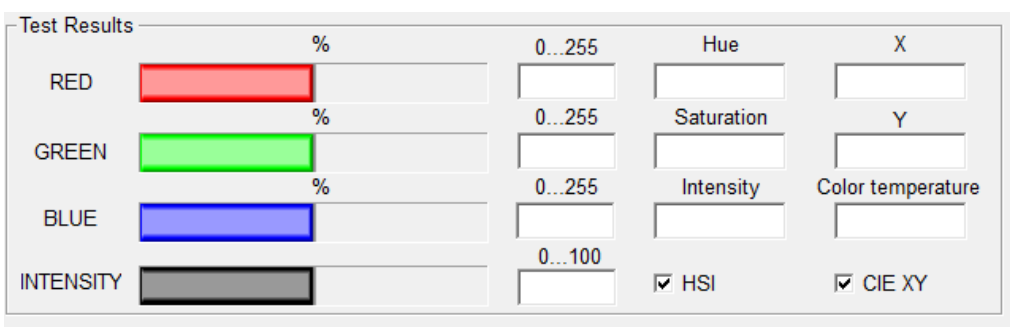 Test Results
% 0...255 Hue X
RED
% 0...255 Saturation Y
GREEN
% 0...255 Intensity Color temperature
BLUE
0...100
INTENSITY HSI CIE XY